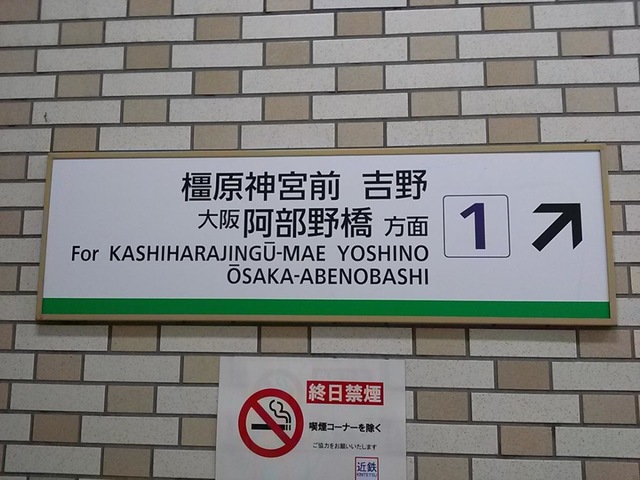 橿原神宮前 吉野
大阪阿部野橋 方面
For KASHIHARAJINGŪ-MAE YOSHINO
ŌSAKA-ABENOBASHI
1
終日禁煙
喫煙コーナーを除く
ご協力をお願いいたします
近鉄
KINTETSU